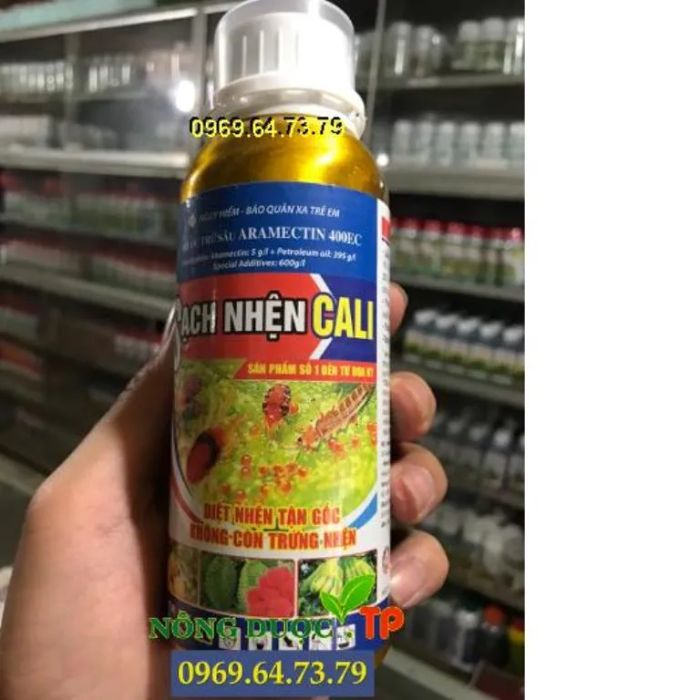 0969.64.73.79
NGUY HIỂM - BẢO QUẢN XA TRẺ EM
TRỪ SÂU ARAMECTIN 400EC
Abamectin: 5 g/l + Petroleum oil: 395 g/l
Special Additives: 600g/l
ẠCH NHỆN CALI
SẢN PHẨM SỐ 1 ĐẾN TỪ HOA KỲ
DIỆT NHỆN TẬN GỐC
KHÔNG CÒN TRỨNG NHỆN
NÔNG DƯỢC TP
0969.64.73.79